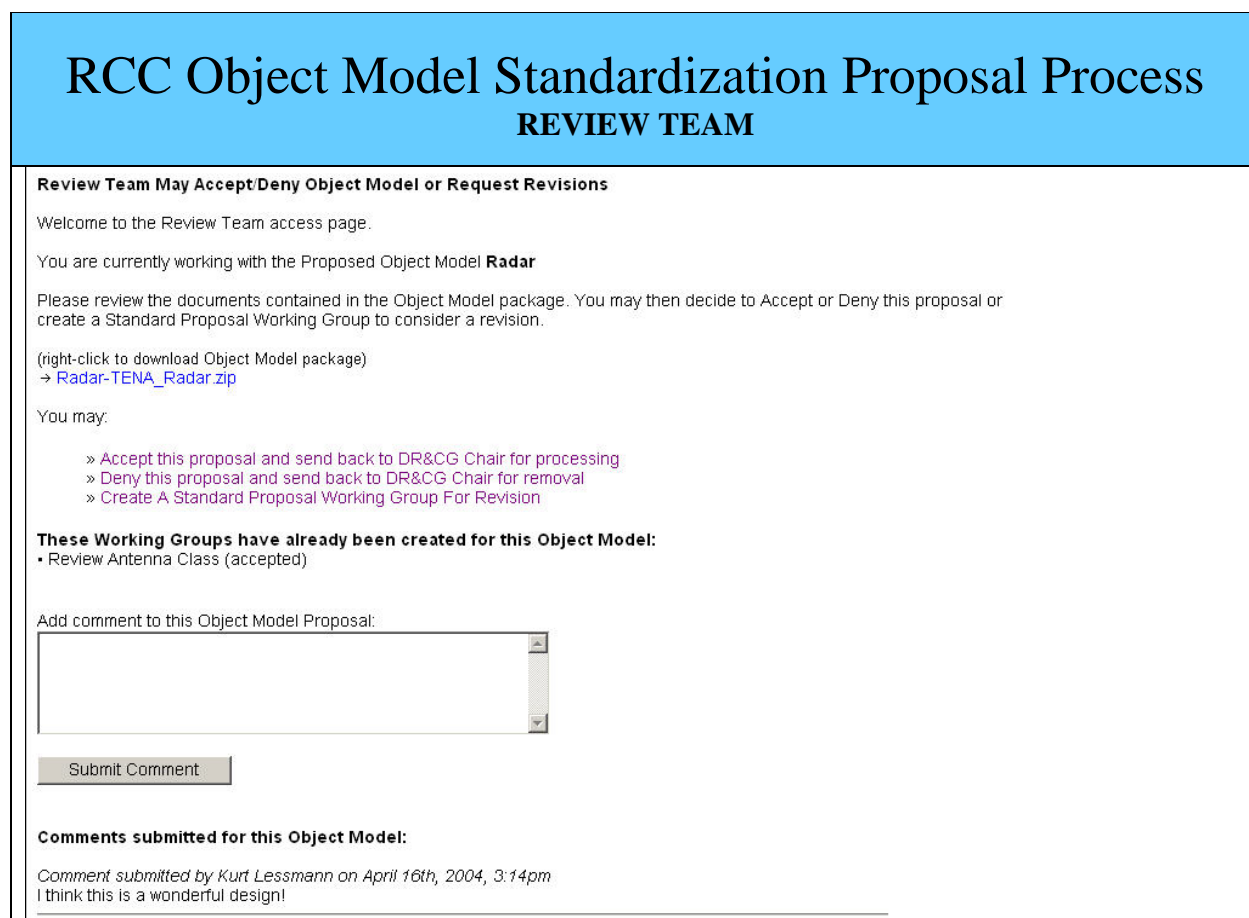 RCC Object Model Standardization Proposal Process
REVIEW TEAM
Review Team May Accept/Deny Object Model or Request Revisions
Welcome to the Review Team access page.
You are currently working with the Proposed Object Model Radar
Please review the documents contained in the Object Model package. You may then decide to Accept or Deny this proposal or
create a Standard Proposal Working Group to consider a revision.
(right-click to download Object Model package)
→ Radar-TENA_Radar.zip
You may:
» Accept this proposal and send back to DR&CG Chair for processing
» Deny this proposal and send back to DR&CG Chair for removal
» Create A Standard Proposal Working Group For Revision
These Working Groups have already been created for this Object Model:
▪ Review Antenna Class (accepted)
Add comment to this Object Model Proposal:
Submit Comment
Comments submitted for this Object Model:
Comment submitted by Kurt Lessmann on April 16th, 2004, 3:14pm
I think this is a wonderful design!